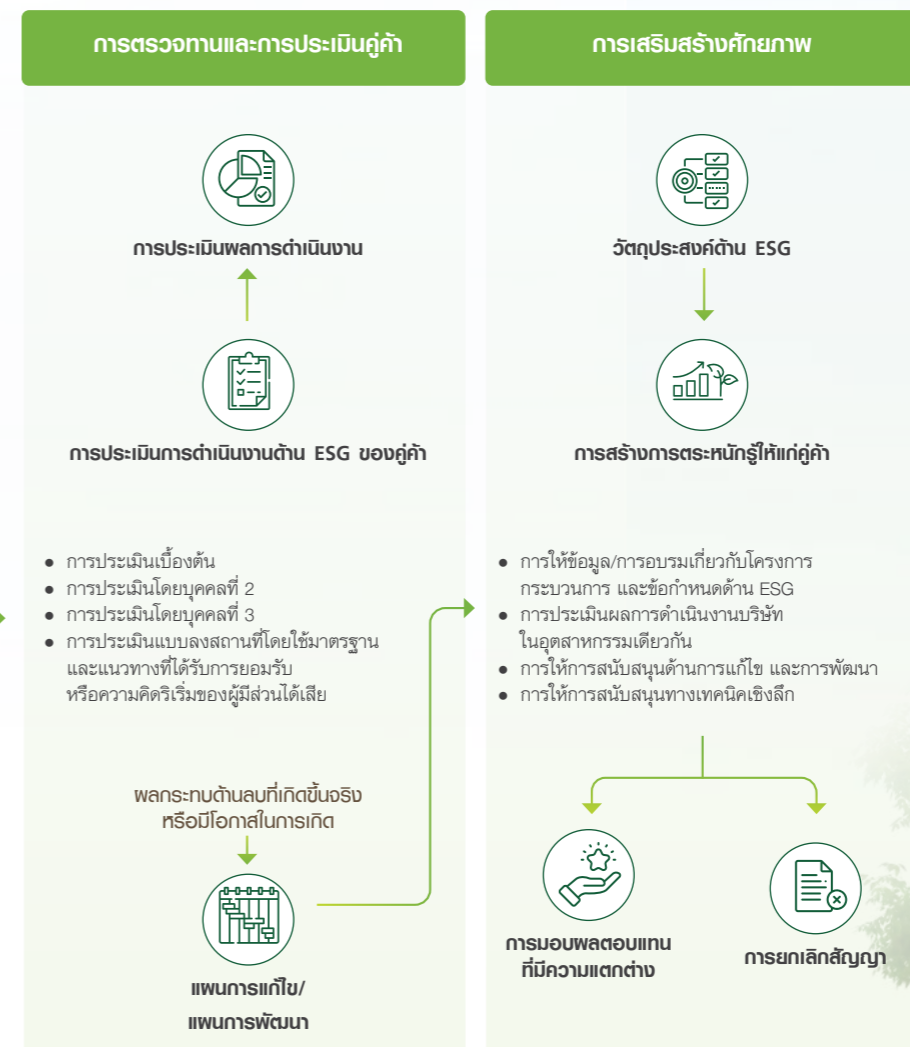 การตรวจทานและการประเมินคู่ค้า
การประเมินผลการดำเนินงาน
การประเมินการดำเนินงานด้าน ESG ของคู่ค้า
• การประเมินเบื้องต้น
• การประเมินโดยบุคคลที่ 2
• การประเมินโดยบุคคลที่ 3
• การประเมินแบบลงสถานที่โดยใช้มาตรฐาน
และแนวทางที่ได้รับการยอมรับ
หรือความคิดริเริ่มของผู้มีส่วนได้เสีย
ผลกระทบด้านลบที่เกิดขึ้นจริง
หรือมีโอกาสในการเกิด
แผนการแก้ไข/
แผนการพัฒนา
การเสริมสร้างศักยภาพ
วัตถุประสงค์ด้าน ESG
การสร้างการตระหนักรู้ให้แก่คู่ค้า
• การให้ข้อมูล/การอบรมเกี่ยวกับโครงการ
กระบวนการ และข้อกำหนดด้าน ESG
• การประเมินผลการดำเนินงานบริษัท
ในอุตสาหกรรมเดียวกัน
• การให้การสนับสนุนด้านการแก้ไข และการพัฒนา
• การให้การสนับสนุนทางเทคนิคเชิงลึก
การมอบผลตอบแทน
ที่มีความแตกต่าง
การยกเลิกสัญญา